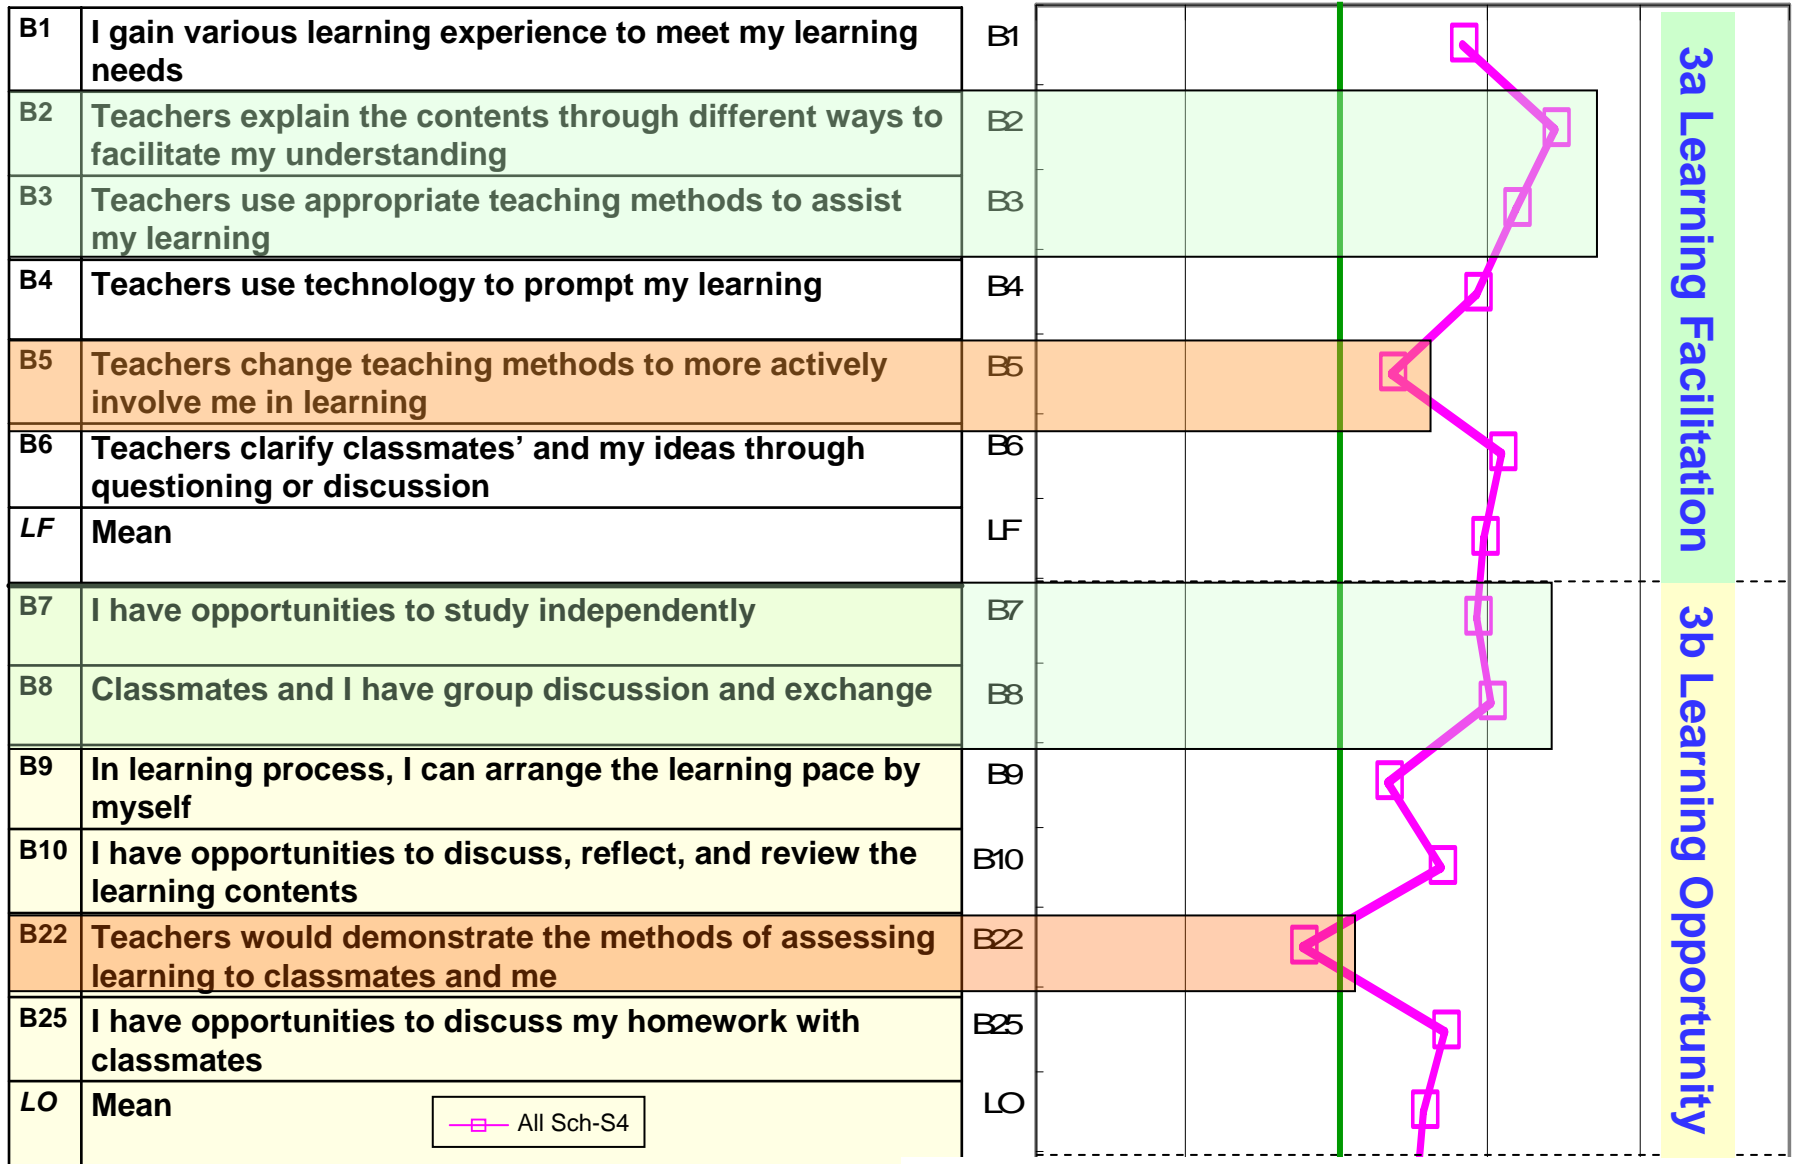 B1 I gain various learning experience to meet my learning
needs
B2 Teachers explain the contents through different ways to
facilitate my understanding
B3 Teachers use appropriate teaching methods to assist
my learning
B4 Teachers use technology to prompt my learning
B5 Teachers change teaching methods to more actively
involve me in learning
B6 Teachers clarify classmates’ and my ideas through
questioning or discussion
LF Mean
B7 I have opportunities to study independently
B8 Classmates and I have group discussion and exchange
B9 In learning process, I can arrange the learning pace by
myself
B10 I have opportunities to discuss, reflect, and review the
learning contents
B22 Teachers would demonstrate the methods of assessing
learning to classmates and me
B25 I have opportunities to discuss my homework with
classmates
LO Mean
All Sch-S4
B1
B2
B3
B4
B5
B6
LF
B7
B8
B9
B10
B22
B25
LO
3a Learning Facilitation
3b Learning Opportunity